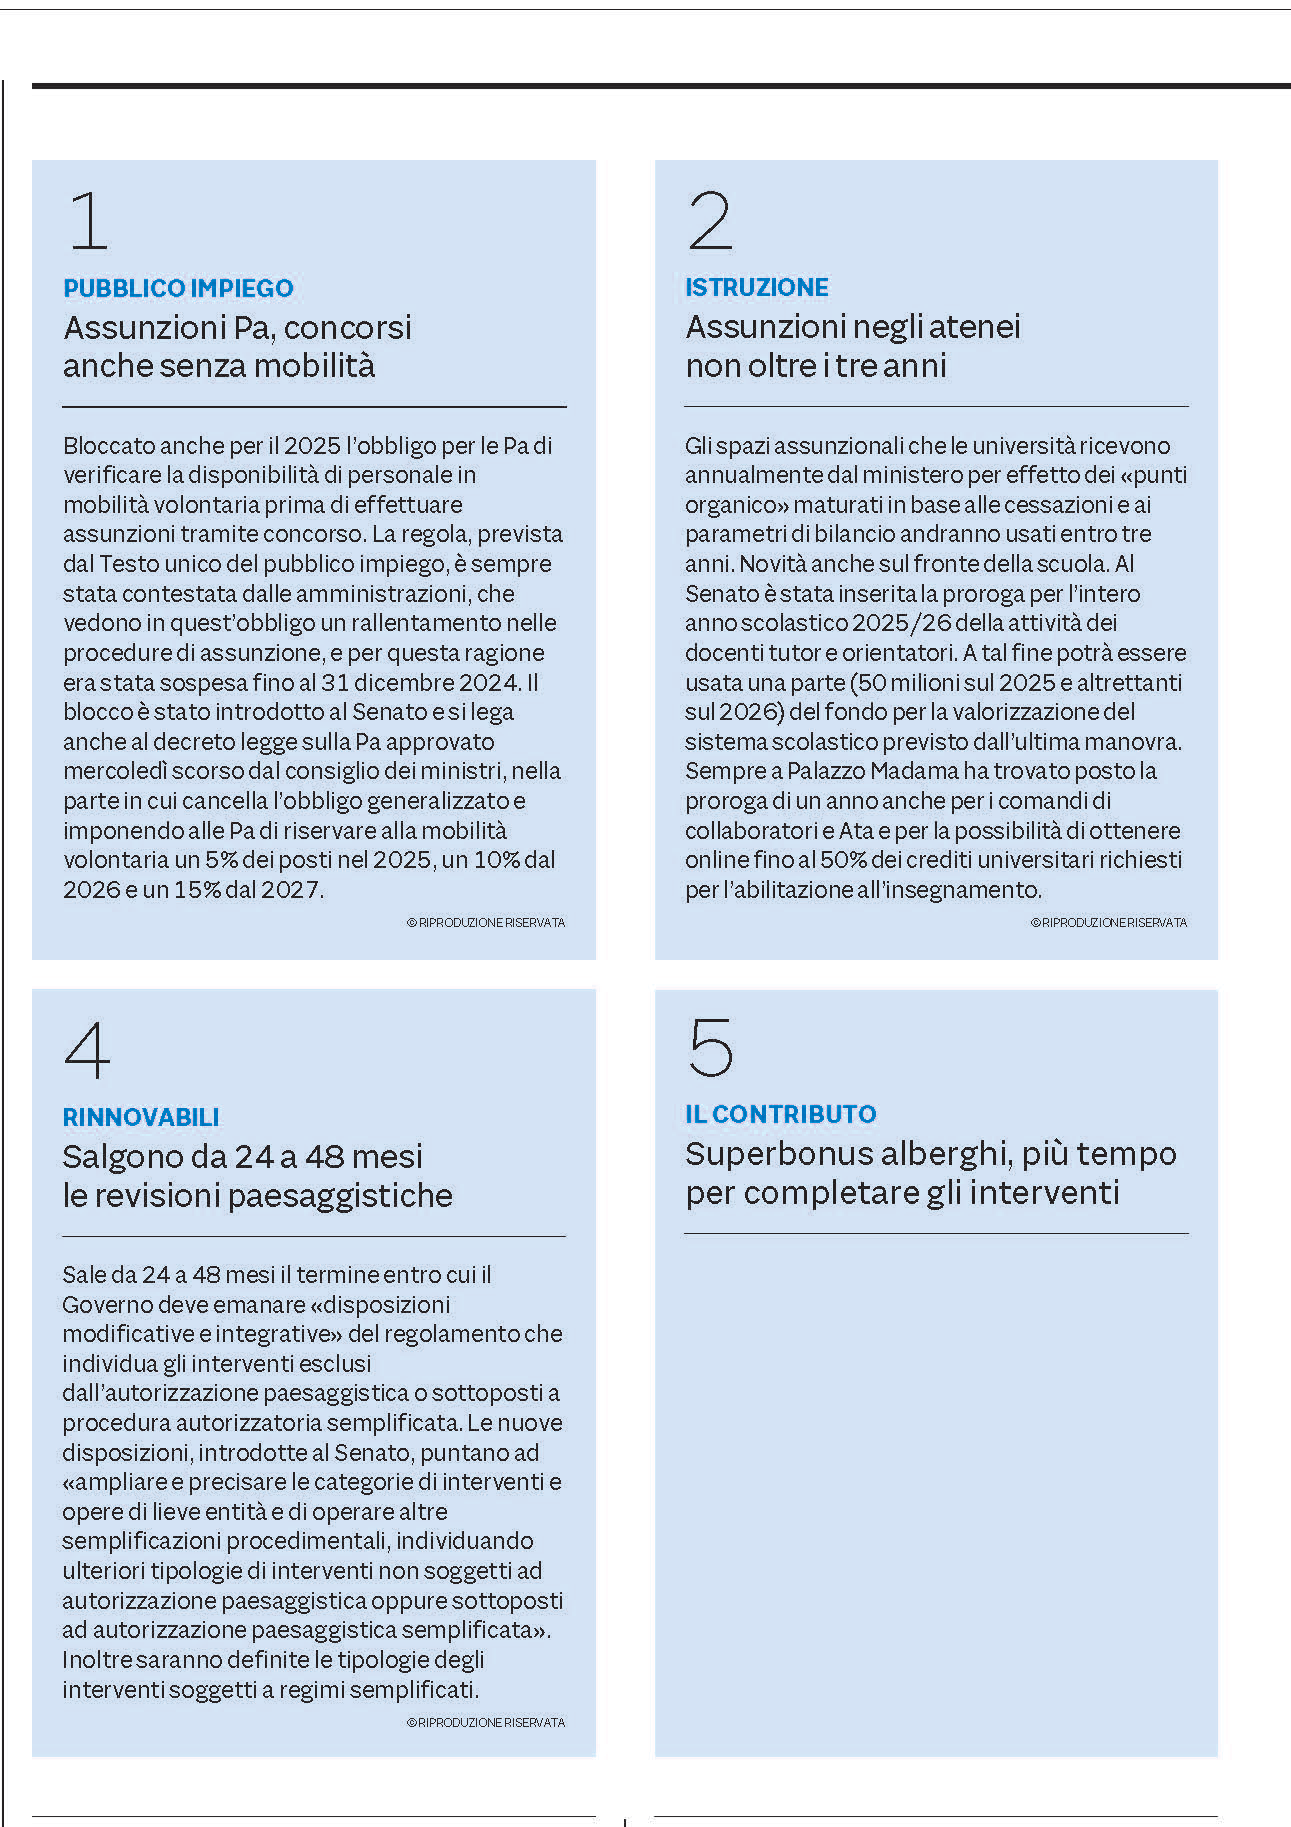 1
PUBBLICO IMPIEGO
Assunzioni Pa, concorsi
anche senza mobilità
Bloccato anche per il 2025 l'obbligo per le Pa di
verificare la disponibilità di personale in
mobilità volontaria prima di effettuare
assunzioni tramite concorso. La regola, prevista
dal Testo unico del pubblico impiego, è sempre
stata contestata dalle amministrazioni, che
vedono in quest'obbligo un rallentamento nelle
procedure di assunzione, e per questa ragione
era stata sospesa fino al 31 dicembre 2024. Il
blocco è stato introdotto al Senato e si lega
anche al decreto legge sulla Pa approvato
mercoledì scorso dal consiglio dei ministri, nella
parte in cui cancella l'obbligo generalizzato e
imponendo alle Pa di riservare alla mobilità
volontaria un 5% dei posti nel 2025, un 10% dal
2026 e un 15% dal 2027.
© RIPRODUZIONE RISERVATA
2
ISTRUZIONE
Assunzioni negli atenei
non oltre i tre anni
Gli spazi assunzionali che le università ricevono
annualmente dal ministero per effetto dei «punti
organico» maturati in base alle cessazioni e ai
parametri di bilancio andranno usati entro tre
anni. Novità anche sul fronte della scuola. Al
Senato è stata inserita la proroga per l'intero
anno scolastico 2025/26 della attività dei
docenti tutor e orientatori. A tal fine potrà essere
usata una parte (50 milioni sul 2025 e altrettanti
sul 2026) del fondo per la valorizzazione del
sistema scolastico previsto dall'ultima manovra.
Sempre a Palazzo Madama ha trovato posto la
proroga di un anno anche per i comandi di
collaboratori e Ata e per la possibilità di ottenere
online fino al 50% dei crediti universitari richiesti
per l'abilitazione all'insegnamento.
© RIPRODUZIONE RISERVATA
4
RINNOVABILI
Salgono da 24 a 48 mesi
le revisioni paesaggistiche
Sale da 24 a 48 mesi il termine entro cui il
Governo deve emanare «disposizioni
modificative e integrative» del regolamento che
individua gli interventi esclusi
dall'autorizzazione paesaggistica o sottoposti a
procedura autorizzatoria semplificata. Le nuove
disposizioni, introdotte al Senato, puntano ad
«ampliare e precisare le categorie di interventi e
opere di lieve entità e di operare altre
semplificazioni procedimentali, individuando
ulteriori tipologie di interventi non soggetti ad
autorizzazione paesaggistica oppure sottoposti
ad autorizzazione paesaggistica semplificata».
Inoltre saranno definite le tipologie degli
interventi soggetti a regimi semplificati.
© RIPRODUZIONE RISERVATA
5
IL CONTRIBUTO
Superbonus alberghi, più tempo
per completare gli interventi